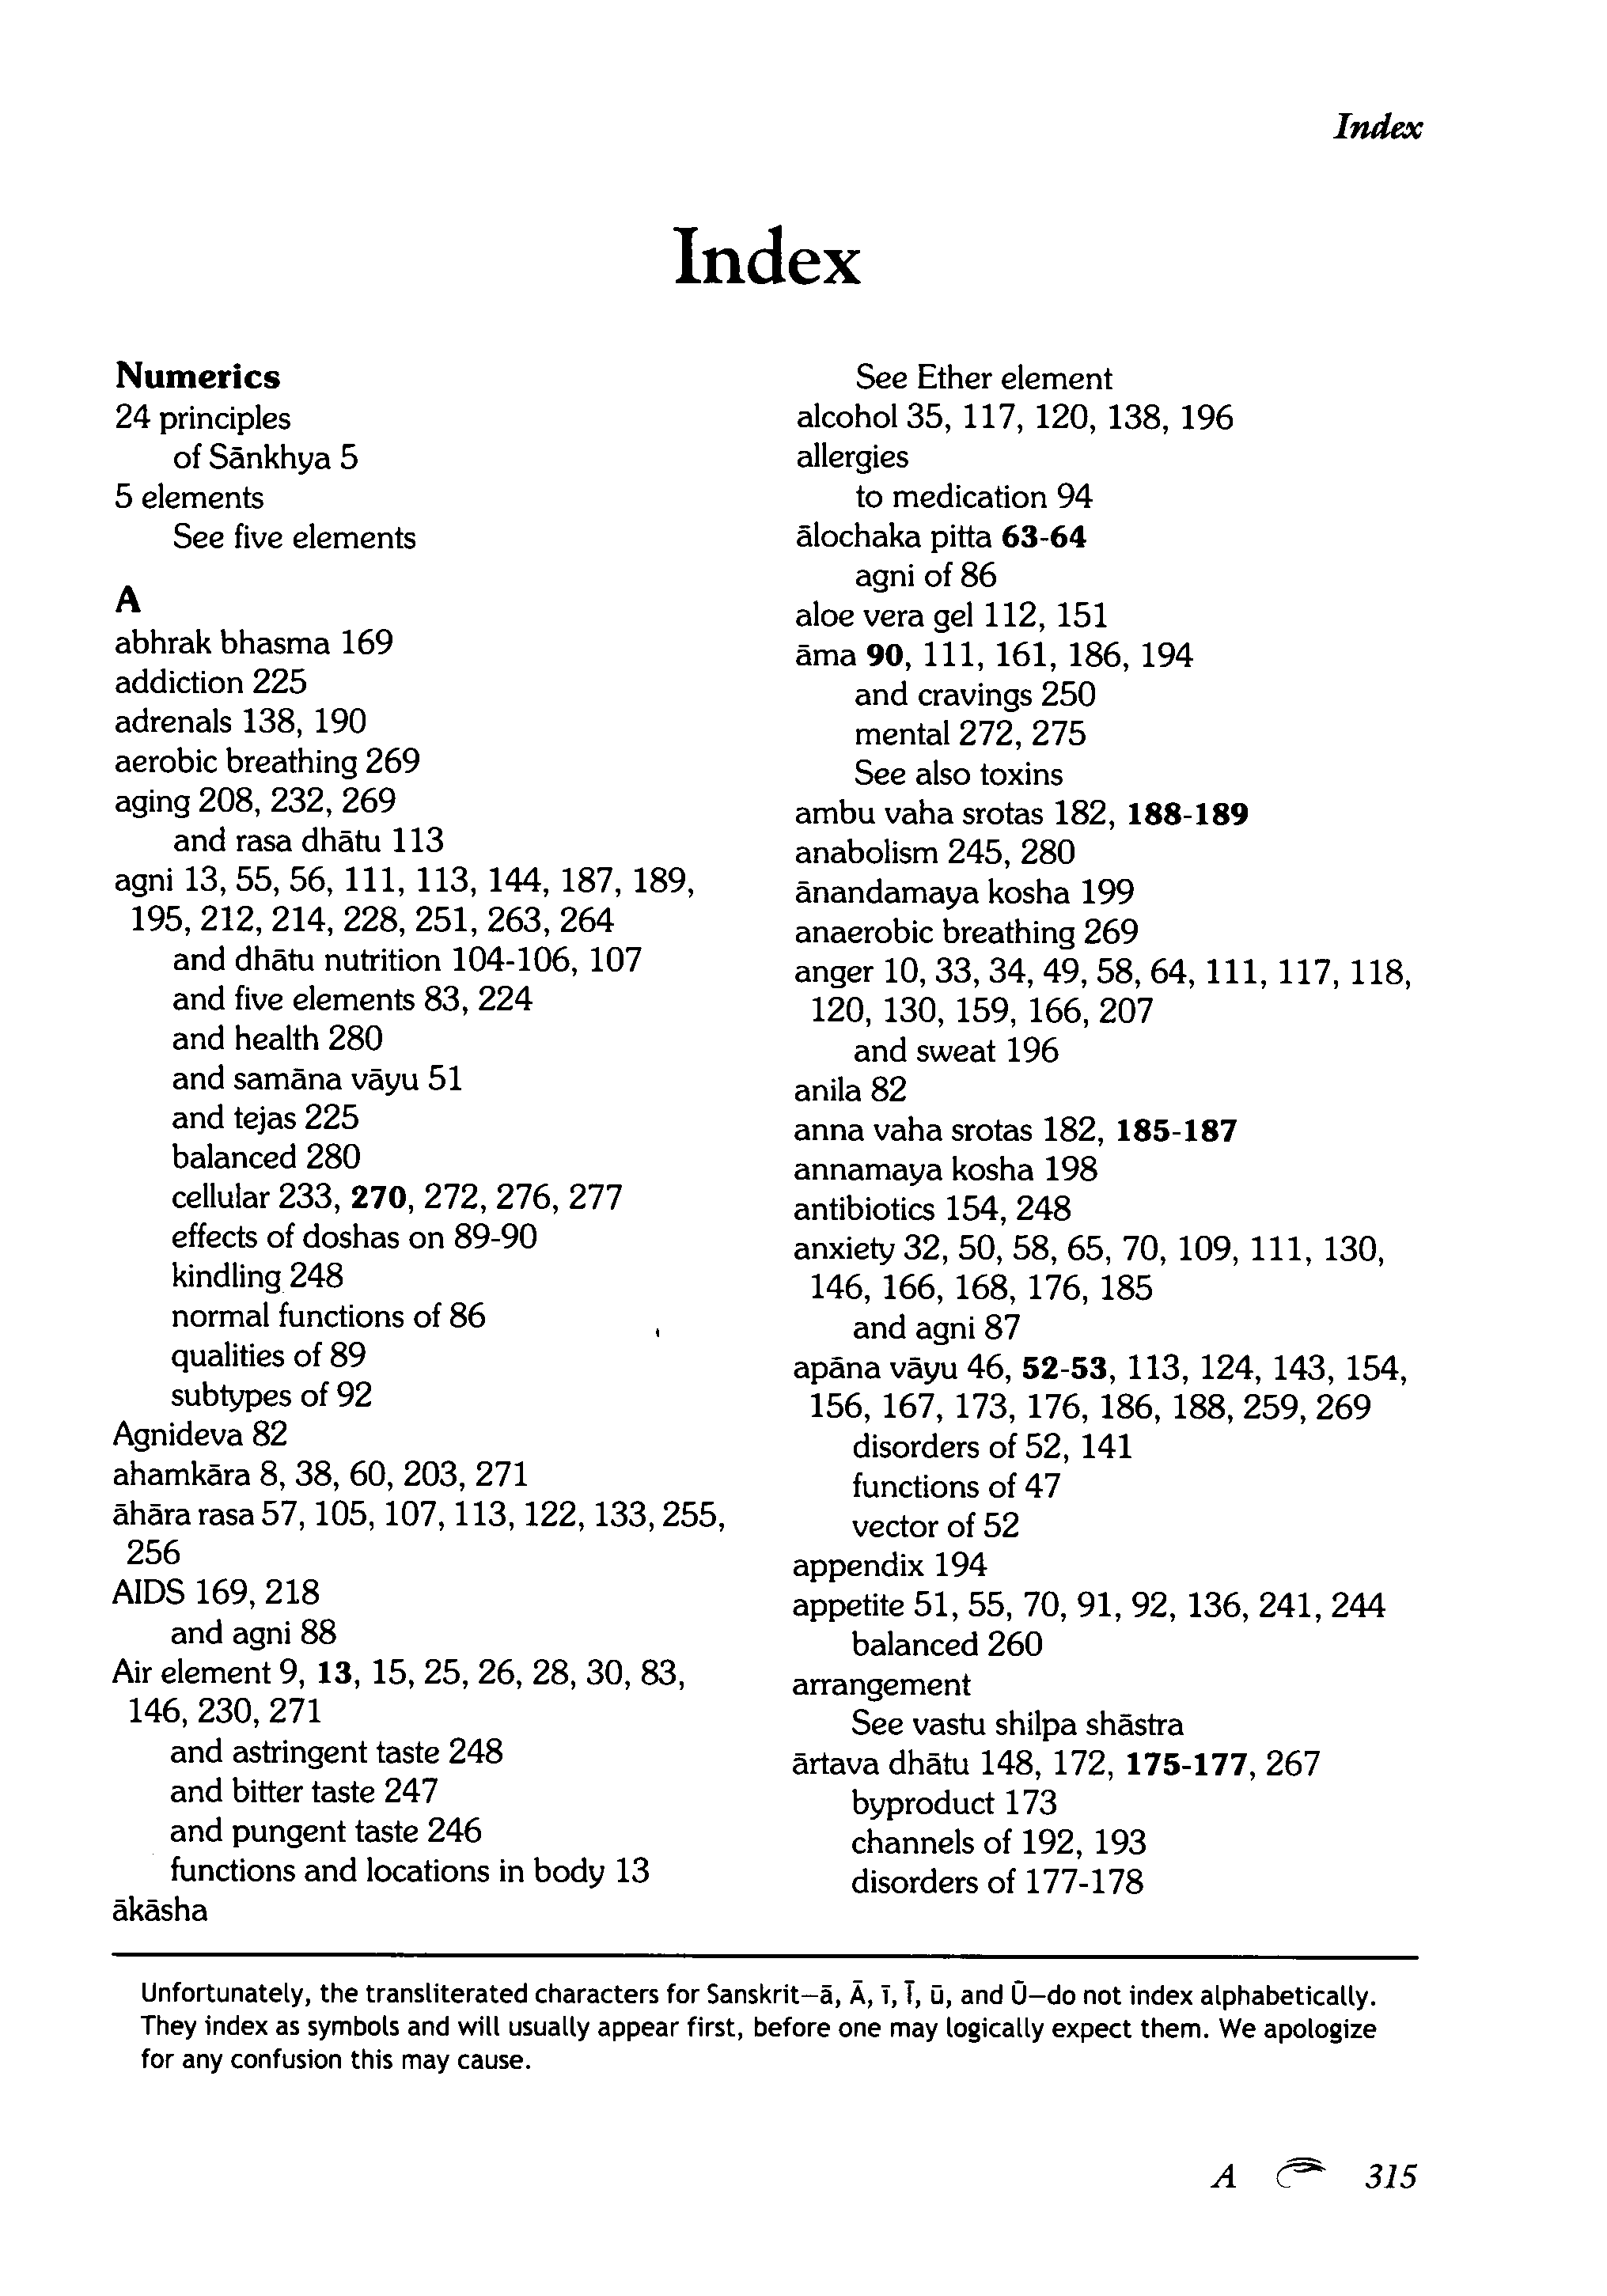 Index
Index
Numerics
24 principles
of Sānkhya 5
5 elements
See five elements
A
abhrak bhasma 169
addiction 225
adrenals 138, 190
aerobic breathing 269
aging 208, 232, 269
and rasa dhātu 113
agni 13, 55, 56, 111, 113, 144, 187, 189,
195, 212, 214, 228, 251, 263, 264
and dhātu nutrition 104-106, 107
and five elements 83, 224
and health 280
and samāna vāyu 51
and tejas 225
balanced 280
cellular 233, 270, 272, 276, 277
effects of doshas on 89-90
kindling 248
normal functions of 86
qualities of 89
subtypes of 92
Agnideva 82
ahamkāra 8, 38, 60, 203, 271
āhāra rasa 57, 105, 107, 113, 122, 133, 255,
256
AIDS 169, 218
and agni 88
Air element 9, 13, 15, 25, 26, 28, 30, 83,
146, 230, 271
and astringent taste 248
and bitter taste 247
and pungent taste 246
functions and locations in body 13
ākāsha
See Ether element
alcohol 35, 117, 120, 138, 196
allergies
to medication 94
ālochaka pitta 63-64
agni of 86
aloe vera gel 112, 151
āma 90, 111, 161, 186, 194
and cravings 250
mental 272, 275
See also toxins
ambu vaha srotas 182, 188-189
anabolism 245, 280
ānandamaya kosha 199
anaerobic breathing 269
anger 10, 33, 34, 49, 58, 64, 111, 117, 118,
120, 130, 159, 166, 207
and sweat 196
anila 82
anna vaha srotas 182, 185-187
annamaya kosha 198
antibiotics 154, 248
anxiety 32, 50, 58, 65, 70, 109, 111, 130,
146, 166, 168, 176, 185
and agni 87
apāna vāyu 46, 52-53, 113, 124, 143, 154,
156, 167, 173, 176, 186, 188, 259, 269
disorders of 52, 141
functions of 47
vector of 52
appendix 194
appetite 51, 55, 70, 91, 92, 136, 241, 244
balanced 260
arrangement
See vastu shilpa shāstra
ārtava dhātu 148, 172, 175-177, 267
byproduct 173
channels of 192, 193
disorders of 177-178
Unfortunately, the transliterated characters for Sanskrit—ā, Ā, ī, Ī, ū, and Ū—do not index alphabetically.
They index as symbols and will usually appear first, before one may logically expect them. We apologize
for any confusion this may cause.
A 315